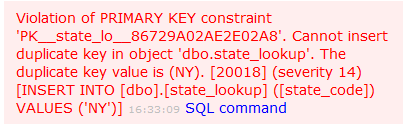 Violation of PRIMARY KEY constraint
'PK__state_lo__86729A02AE2E02A8'. Cannot insert
duplicate key in object 'dbo.state_lookup'. The
duplicate key value is (NY). [20018] (severity 14)
[INSERT INTO [dbo].[state_lookup] ([state_code])
VALUES ('NY')] 16:33:09 SQL command